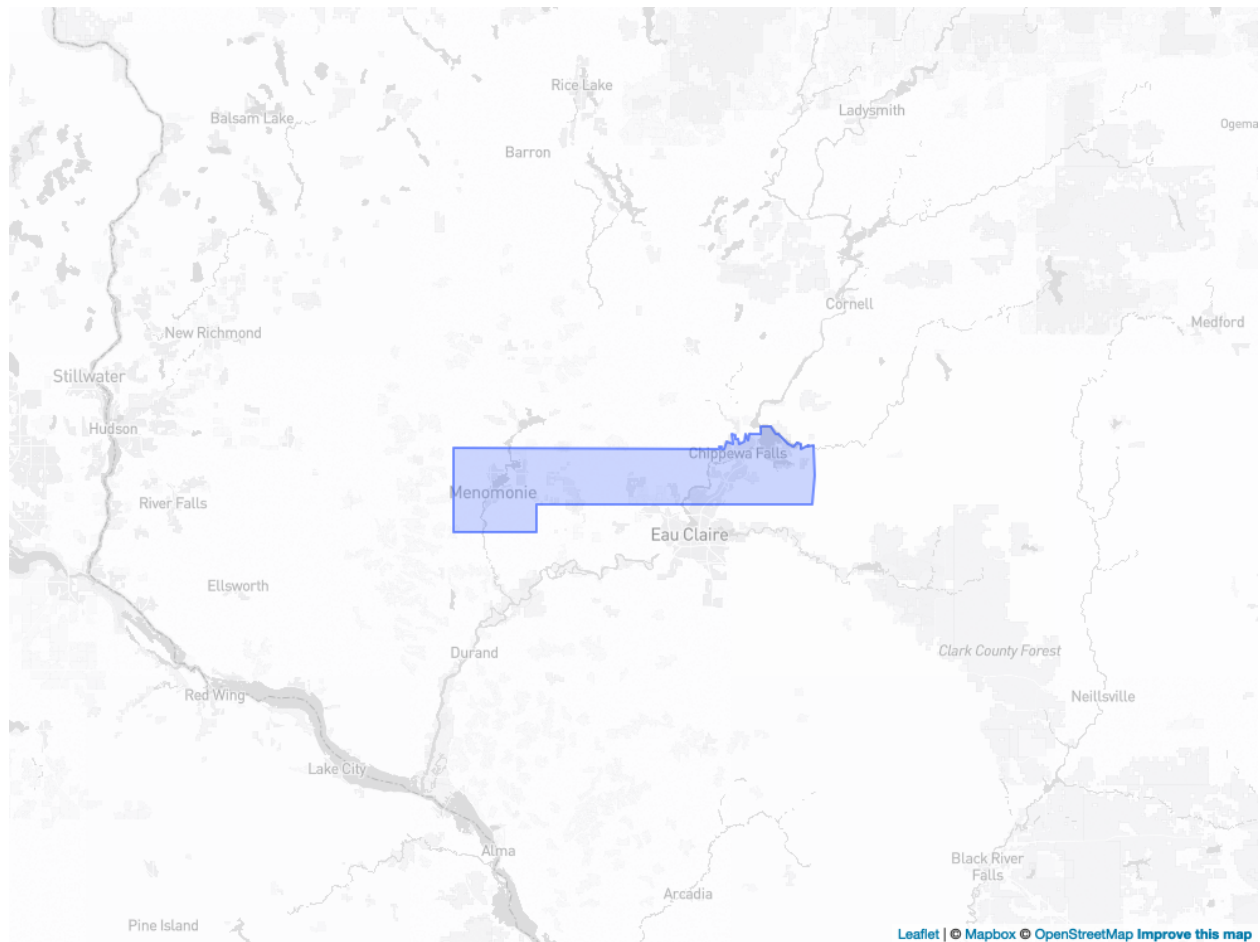 Rice Lake
Ladysmith
Balsam Lake
Ogema
Barron
Cornell
Medford
New Richmond
Stillwater
Hudson
Chippewa Falls
Menomonie
River Falls
Eau Claire
Ellsworth
Durand
Clark County Forest
Red Wing
Neillsville
Lake City
Alma
Black River
Falls
Arcadia
Pine Island
Leaflet | © Mapbox © OpenStreetMap Improve this map